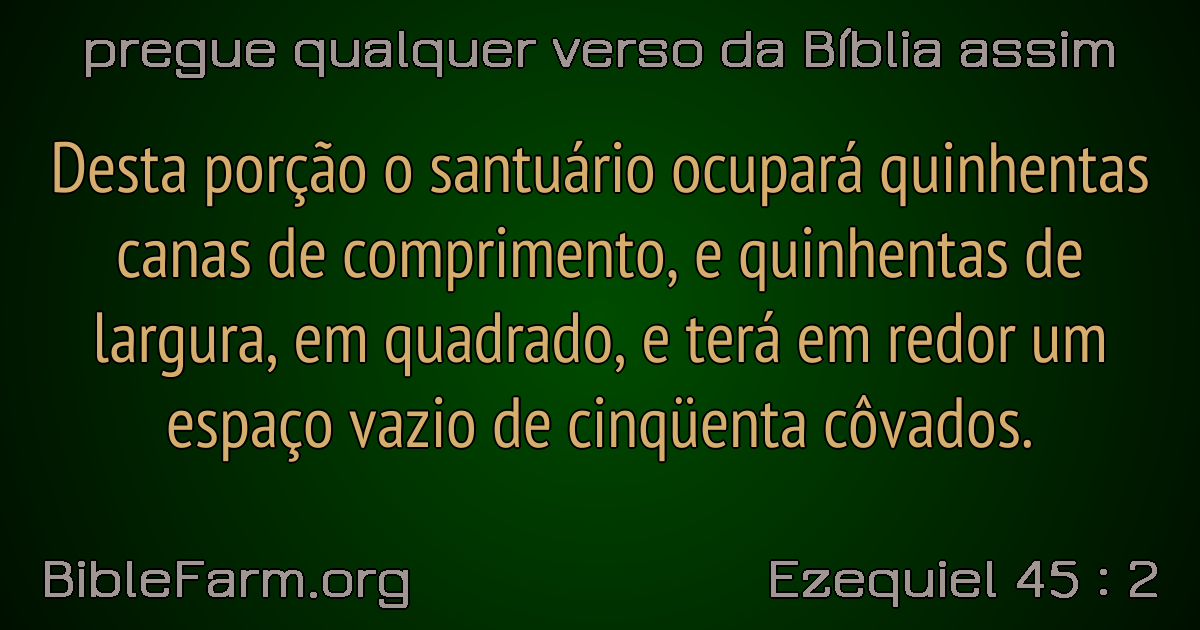 pregue qualquer verso da Bíblia assim
Desta porção o santuário ocupará quinhentas
canas de comprimento, e quinhentas de
largura, em quadrado, e terá em redor um
espaço vazio de cinqüenta côvados.
BibleFarm.org
Ezequiel 45 : 2